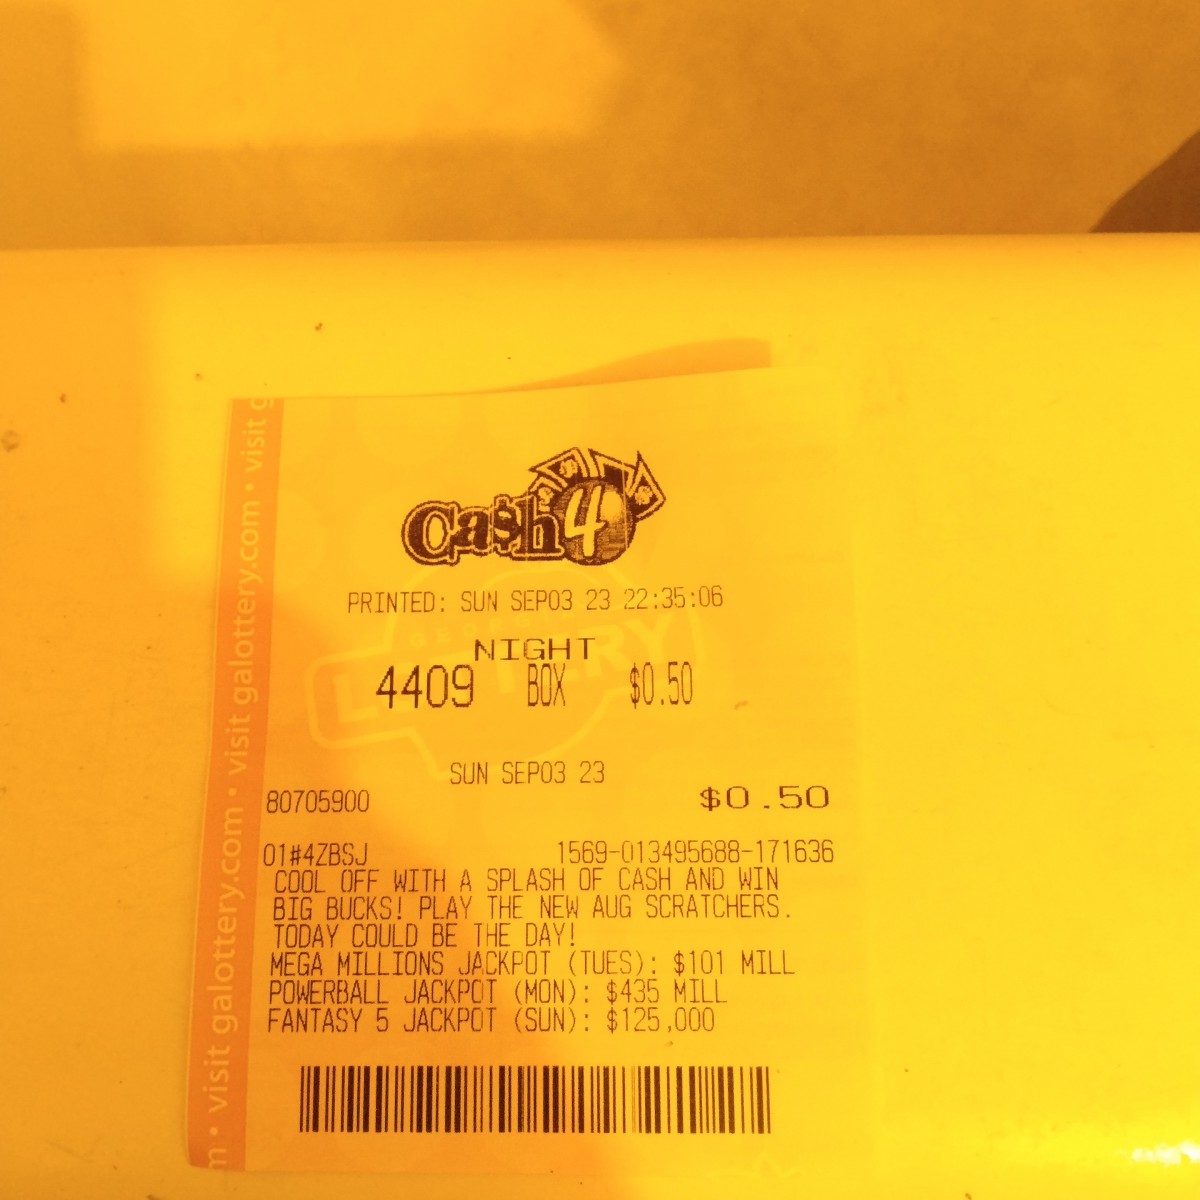 Ca$h 4
PRINTED: SUN SEP03 23 22:35:06
GEORGIA
LOTTERY
NIGHT
4409 BOX $0.50
SUN SEP03 23
80705900 $0.50
01#4ZBSJ 1569-013495688-171636
COOL OFF WITH A SPLASH OF CASH AND WIN
BIG BUCKS! PLAY THE NEW AUG SCRATCHERS.
TODAY COULD BE THE DAY!
MEGA MILLIONS JACKPOT (TUES): $101 MILL
POWERBALL JACKPOT (MON): $435 MILL
FANTASY 5 JACKPOT (SUN): $125,000
m • visit galottery.com • visit galottery.com • visit g